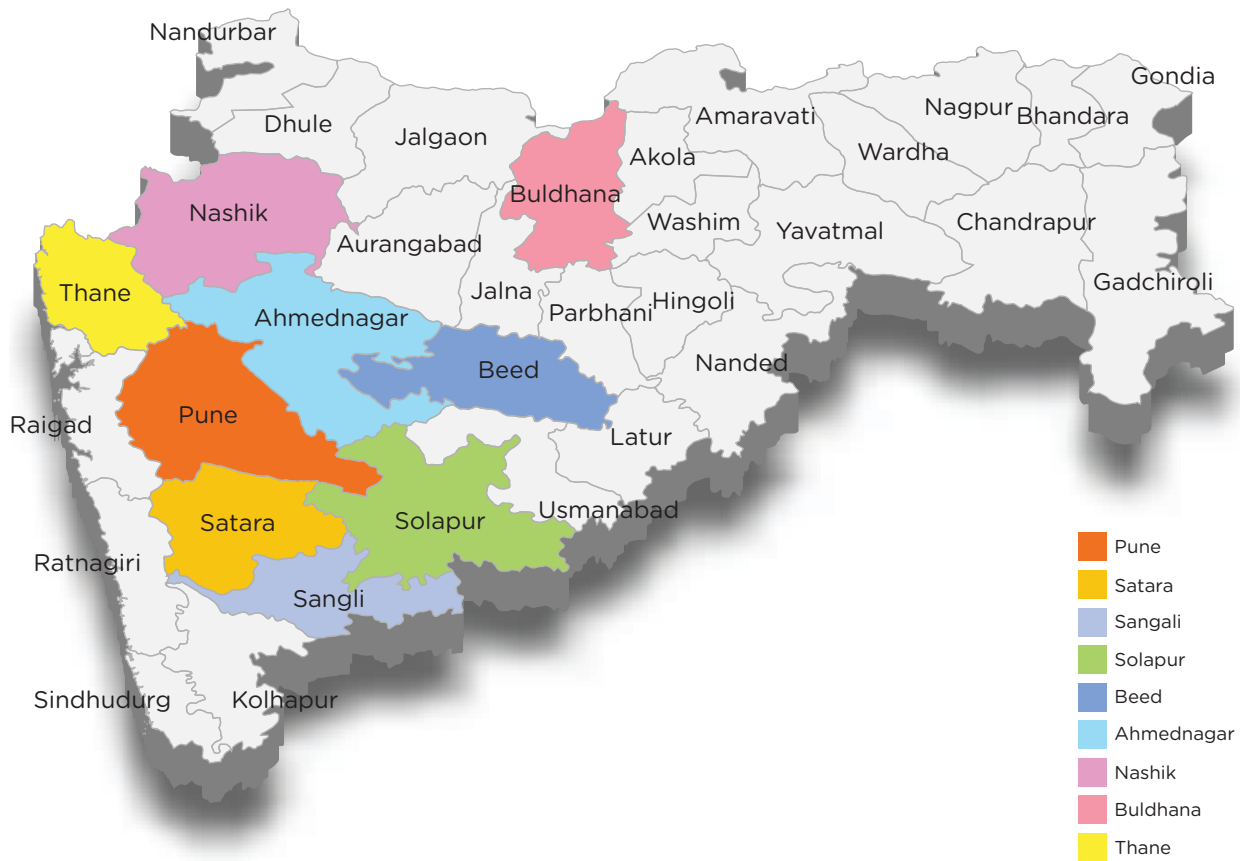 Nandurbar
Gondia
Nagpur
Amaravati
Bhandara
Dhule
Jalgaon
Wardha
Akola
Buldhana
Nashik
Washim
Chandrapur
Yavatmal
Aurangabad
Gadchiroli
Thane
Jalna
Hingoli
Parbhani
Ahmednagar
Nanded
Beed
Pune
Raigad
Latur
Usmanabad
Satara
Solapur
Ratnagiri
Sangli
Sindhudurg
Kolhapur
Pune
Satara
Sangali
Solapur
Beed
Ahmednagar
Nashik
Buldhana
Thane